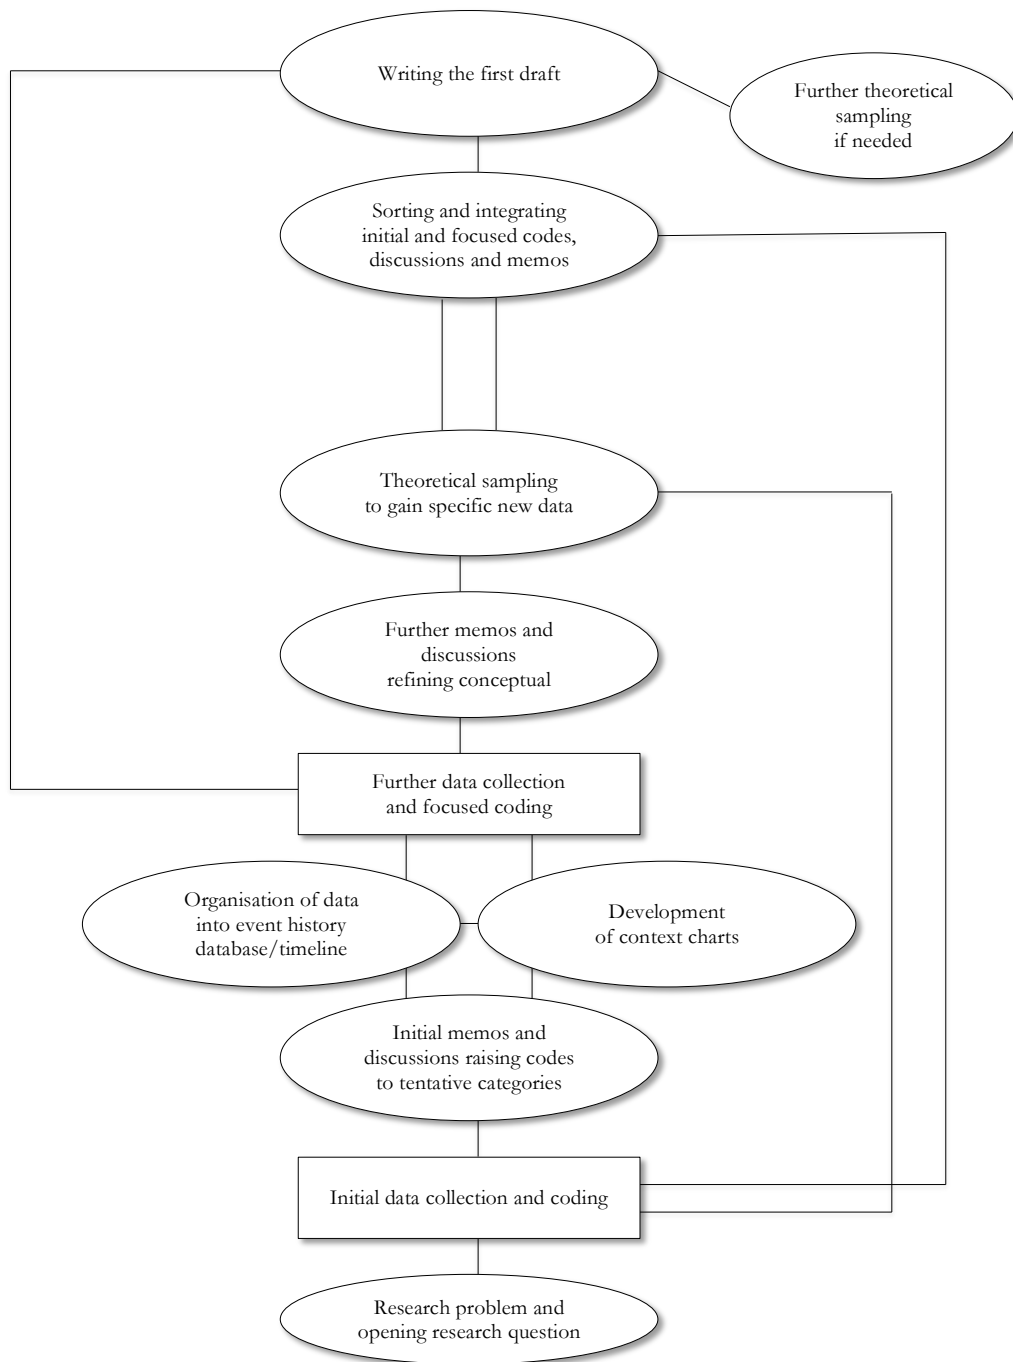 Writing the first draft
Further theoretical
sampling
if needed
Sorting and integrating
initial and focused codes,
discussions and memos
Theoretical sampling
to gain specific new data
Further memos and
discussions
refining conceptual
Further data collection
and focused coding
Organisation of data
into event history
database/timeline
Development
of context charts
Initial memos and
discussions raising codes
to tentative categories
Initial data collection and coding
Research problem and
opening research question